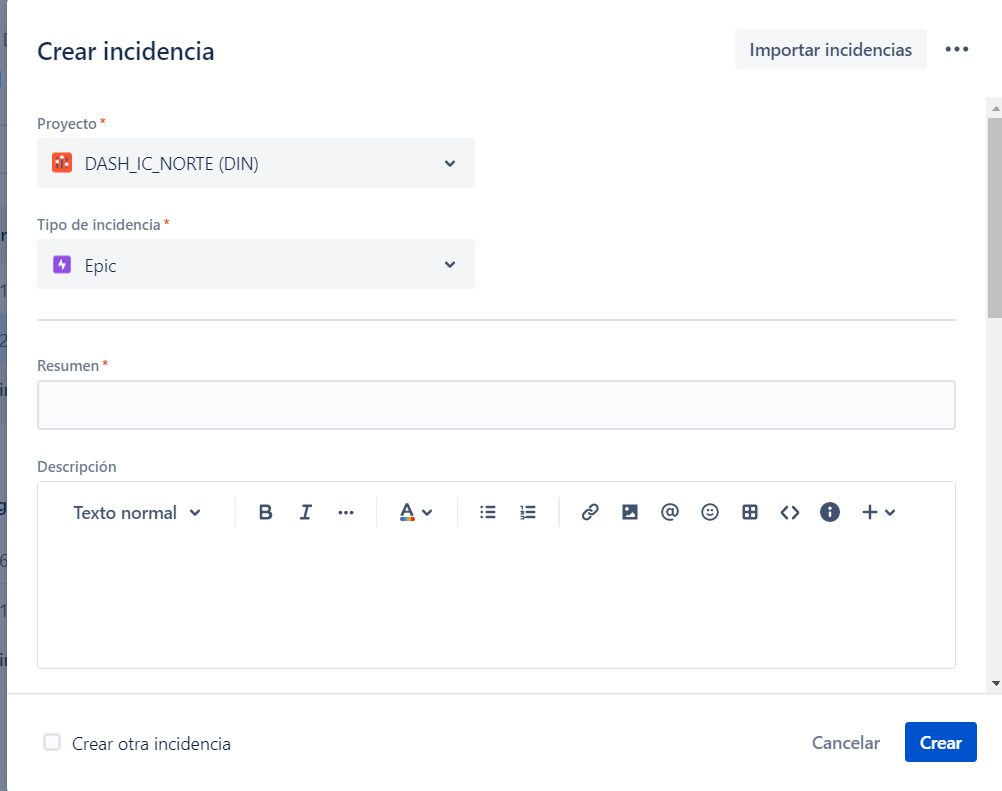 Crear incidencia
Importar incidencias
Proyecto *
DASH_IC_NORTE (DIN)
Tipo de incidencia *
Epic
Resumen *
Descripción
Texto normal B I A
Crear otra incidencia
Cancelar Crear